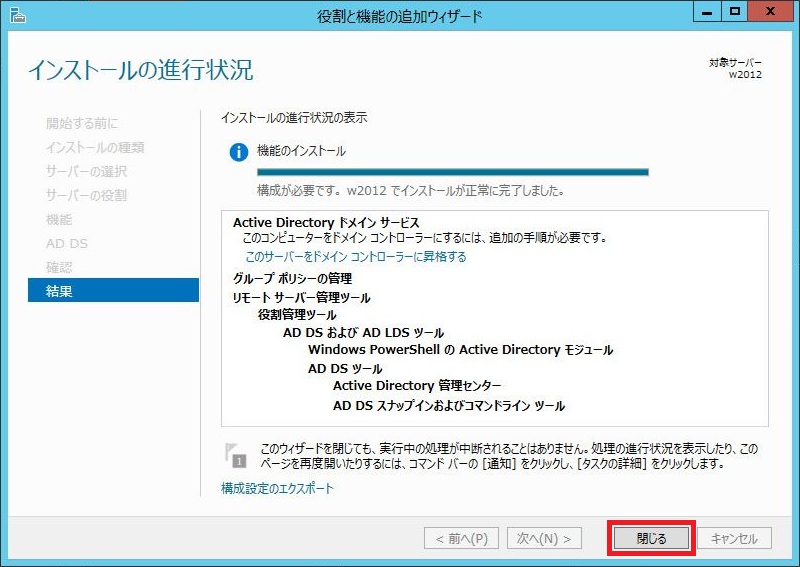 役割と機能の追加ウィザード
インストールの進行状況
対象サーバー
w2012
開始する前に
インストールの種類
サーバーの選択
サーバーの役割
機能
AD DS
確認
結果
インストールの進行状況の表示
機能のインストール
構成が必要です。 w2012 でインストールが正常に完了しました。
Active Directory ドメイン サービス
このコンピューターをドメイン コントローラーにするには、追加の手順が必要です。
このサーバーをドメイン コントローラーに昇格する
グループ ポリシーの管理
リモート サーバー管理ツール
役割管理ツール
AD DS および AD LDS ツール
Windows PowerShell の Active Directory モジュール
AD DS ツール
Active Directory 管理センター
AD DS スナップインおよびコマンドライン ツール
1
このウィザードを閉じても、実行中の処理が中断されることはありません。処理の進行状況を表示したり、この
ページを再度開いたりするには、コマンド バーの [通知] をクリックし、[タスクの詳細] をクリックします。
構成設定のエクスポート
< 前へ(P)
次へ(N) >
閉じる
キャンセル